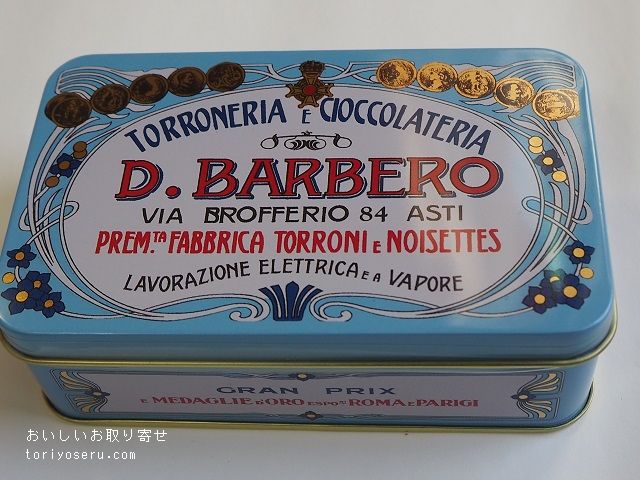 TORRONERIA E CIOCCOLATERIA
D. BARBERO
VIA BROFFERIO 84 ASTI
PREM.TA FABBRICA TORRONI E NOISETTES
LAVORAZIONE ELETTRICA E A VAPORE
GRAN PRIX
E MEDAGLIE D'ORO ESPO.NI ROMA E PARIGI
おいしいお取り寄せ
toriyoseru.com